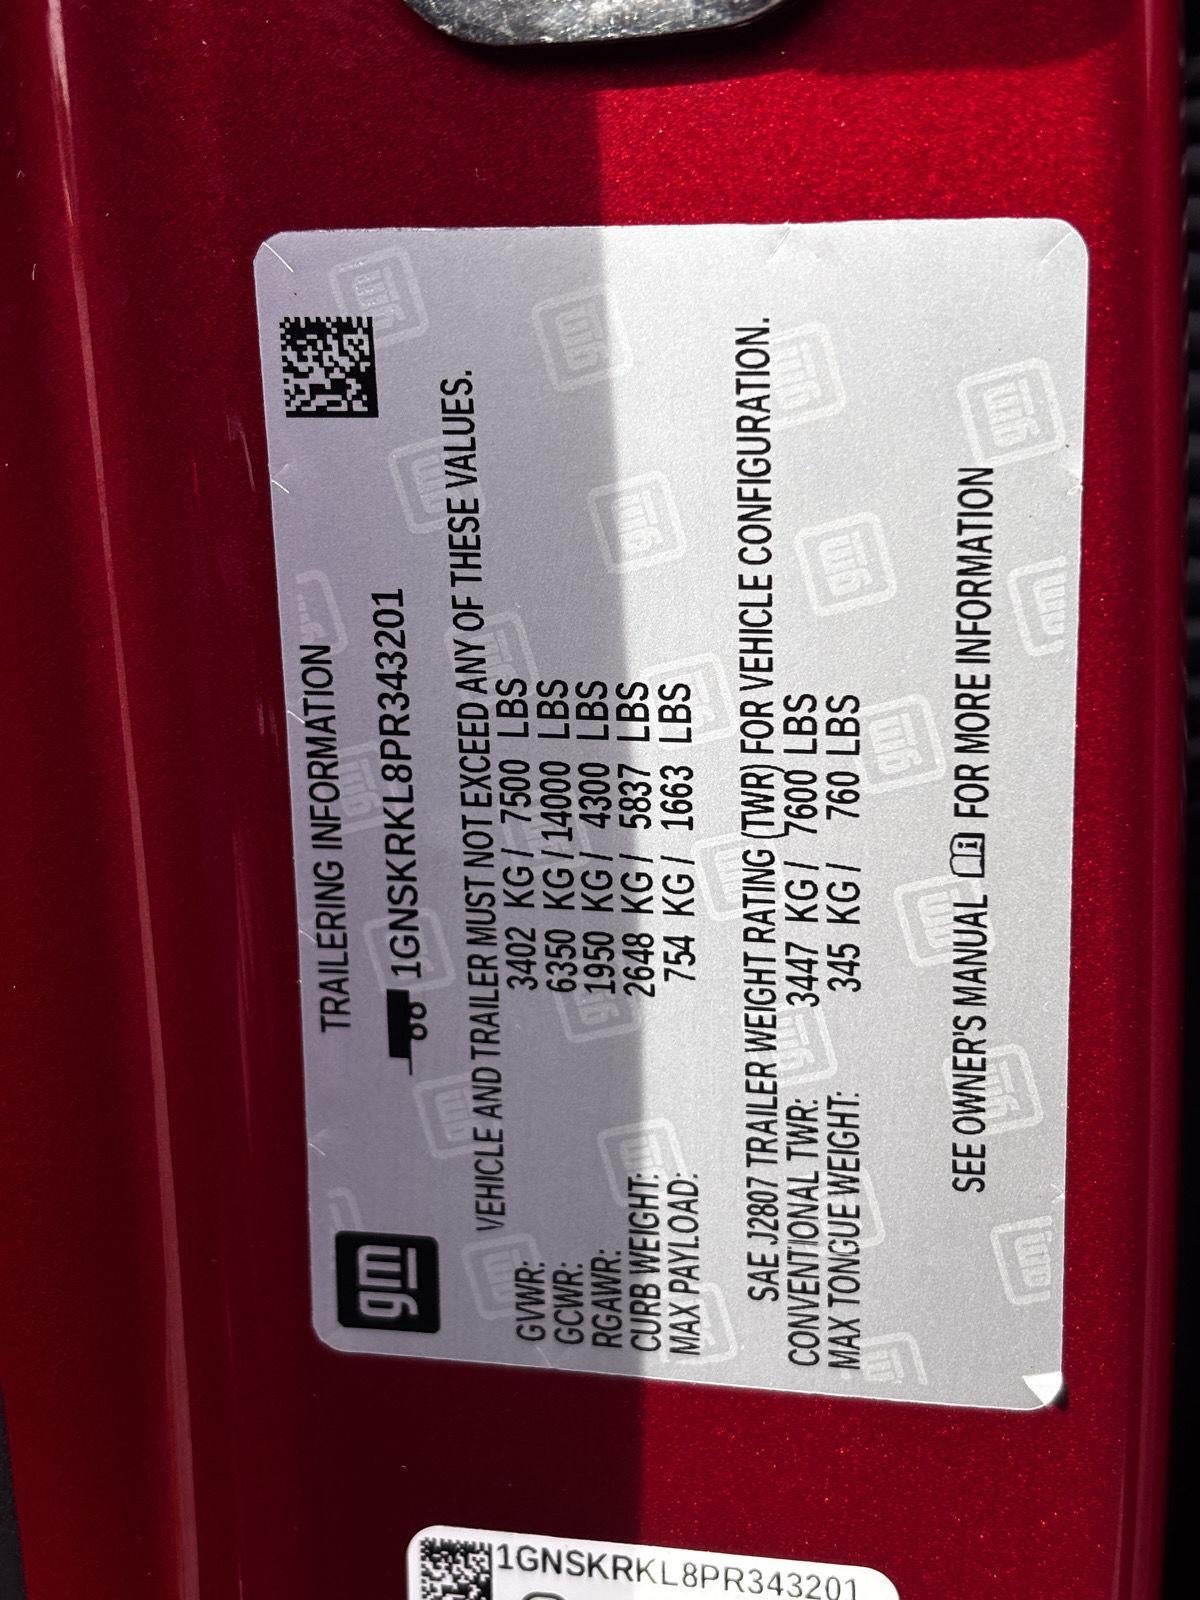 gm
TRAILERING INFORMATION
1GNSKRKL8PR343201
VEHICLE AND TRAILER MUST NOT EXCEED ANY OF THESE VALUES.
GVWR: 3402 KG / 7500 LBS
GCWR: 6350 KG / 14000 LBS
RGAWR: 1950 KG / 4300 LBS
CURB WEIGHT: 2648 KG / 5837 LBS
MAX PAYLOAD: 754 KG / 1663 LBS
SAE J2807 TRAILER WEIGHT RATING (TWR) FOR VEHICLE CONFIGURATION.
CONVENTIONAL TWR: 3447 KG / 7600 LBS
MAX TONGUE WEIGHT: 345 KG / 760 LBS
SEE OWNER'S MANUAL FOR MORE INFORMATION
1GNSKRKL8PR343201